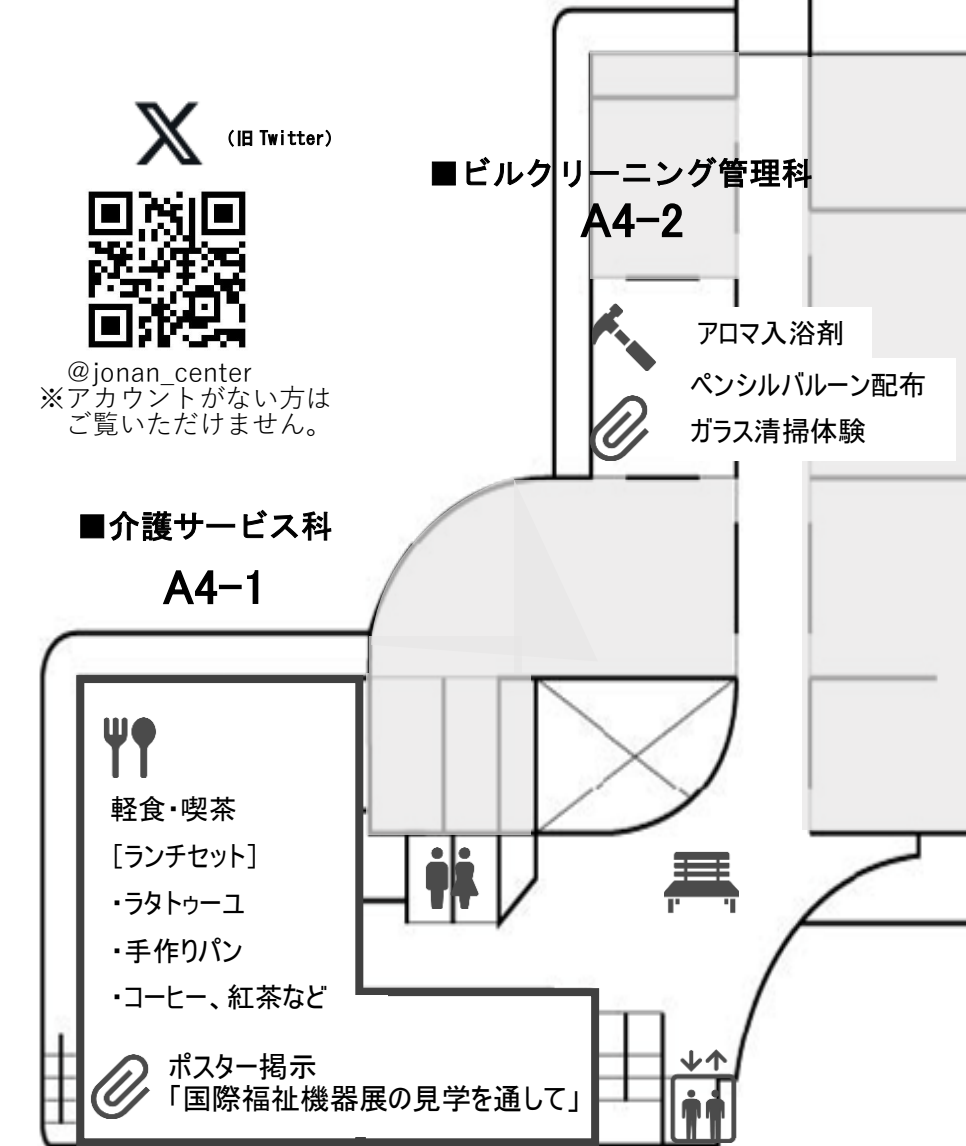 （旧 Twitter）
@jonan_center
※アカウントがない方は
ご覧いただけません。
■ビルクリーニング管理科
A4-2
アロマ入浴剤
ペンシルバルーン配布
ガラス清掃体験
■介護サービス科
A4-1
軽食・喫茶
[ランチセット]
・ラタトゥーユ
・手作りパン
・コーヒー、紅茶など
ポスター掲示
「国際福祉機器展の見学を通して」